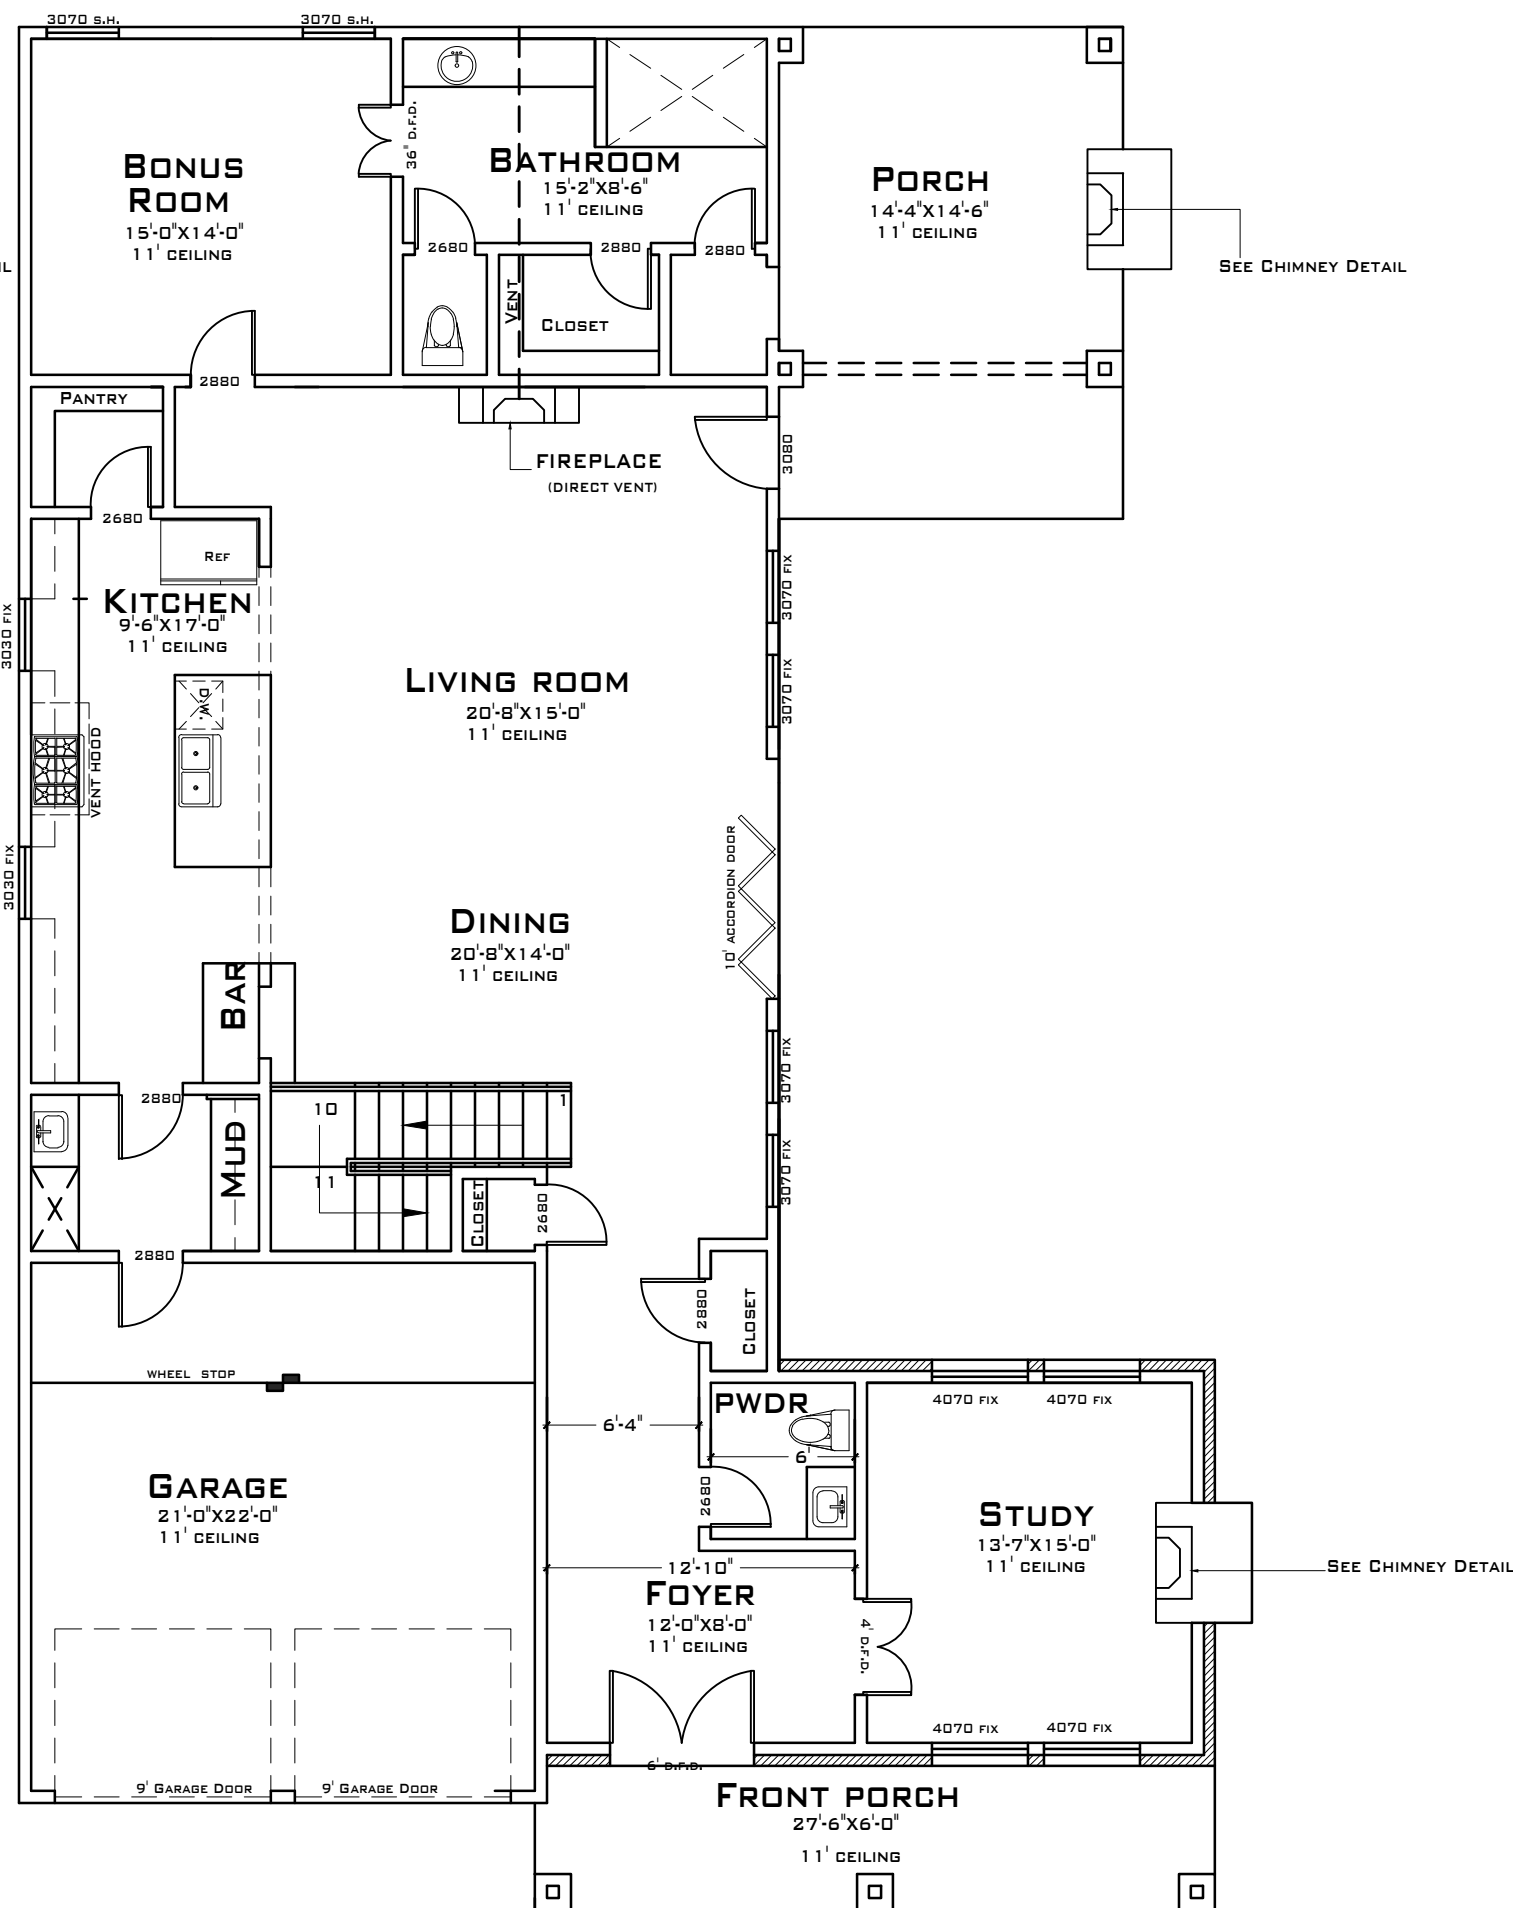 3070 S.H.
3070 S.H.
BONUS
ROOM
15'-0"X14'-0"
11' CEILING
36" D.F.D.
BATHROOM
15'-2"X8'-6"
11' CEILING
PORCH
14'-4"X14'-6"
11' CEILING
SEE CHIMNEY DETAIL
2680
2880
2880
VENT
CLOSET
2880
PANTRY
FIREPLACE
(DIRECT VENT)
3080
2680
REF
KITCHEN
9'-6"X17'-0"
11' CEILING
3030 FIX
3070 FIX
3070 FIX
D.W.
LIVING ROOM
20'-8"X15'-0"
11' CEILING
VENT HOOD
3030 FIX
10' ACCORDION DOOR
DINING
20'-8"X14'-0"
11' CEILING
BAR
3070 FIX
3070 FIX
2880
MUD
10
1
11
CLOSET
2680
2880
2880
CLOSET
WHEEL STOP
PWDR
6'-4"
6'
2680
4070 FIX
4070 FIX
GARAGE
21'-0"X22'-0"
11' CEILING
STUDY
13'-7"X15'-0"
11' CEILING
SEE CHIMNEY DETAIL
12'-10"
FOYER
12'-0"X8'-0"
11' CEILING
4' D.F.D.
4070 FIX
4070 FIX
6' D.F.D.
9' GARAGE DOOR
9' GARAGE DOOR
FRONT PORCH
27'-6"X6'-0"
11' CEILING